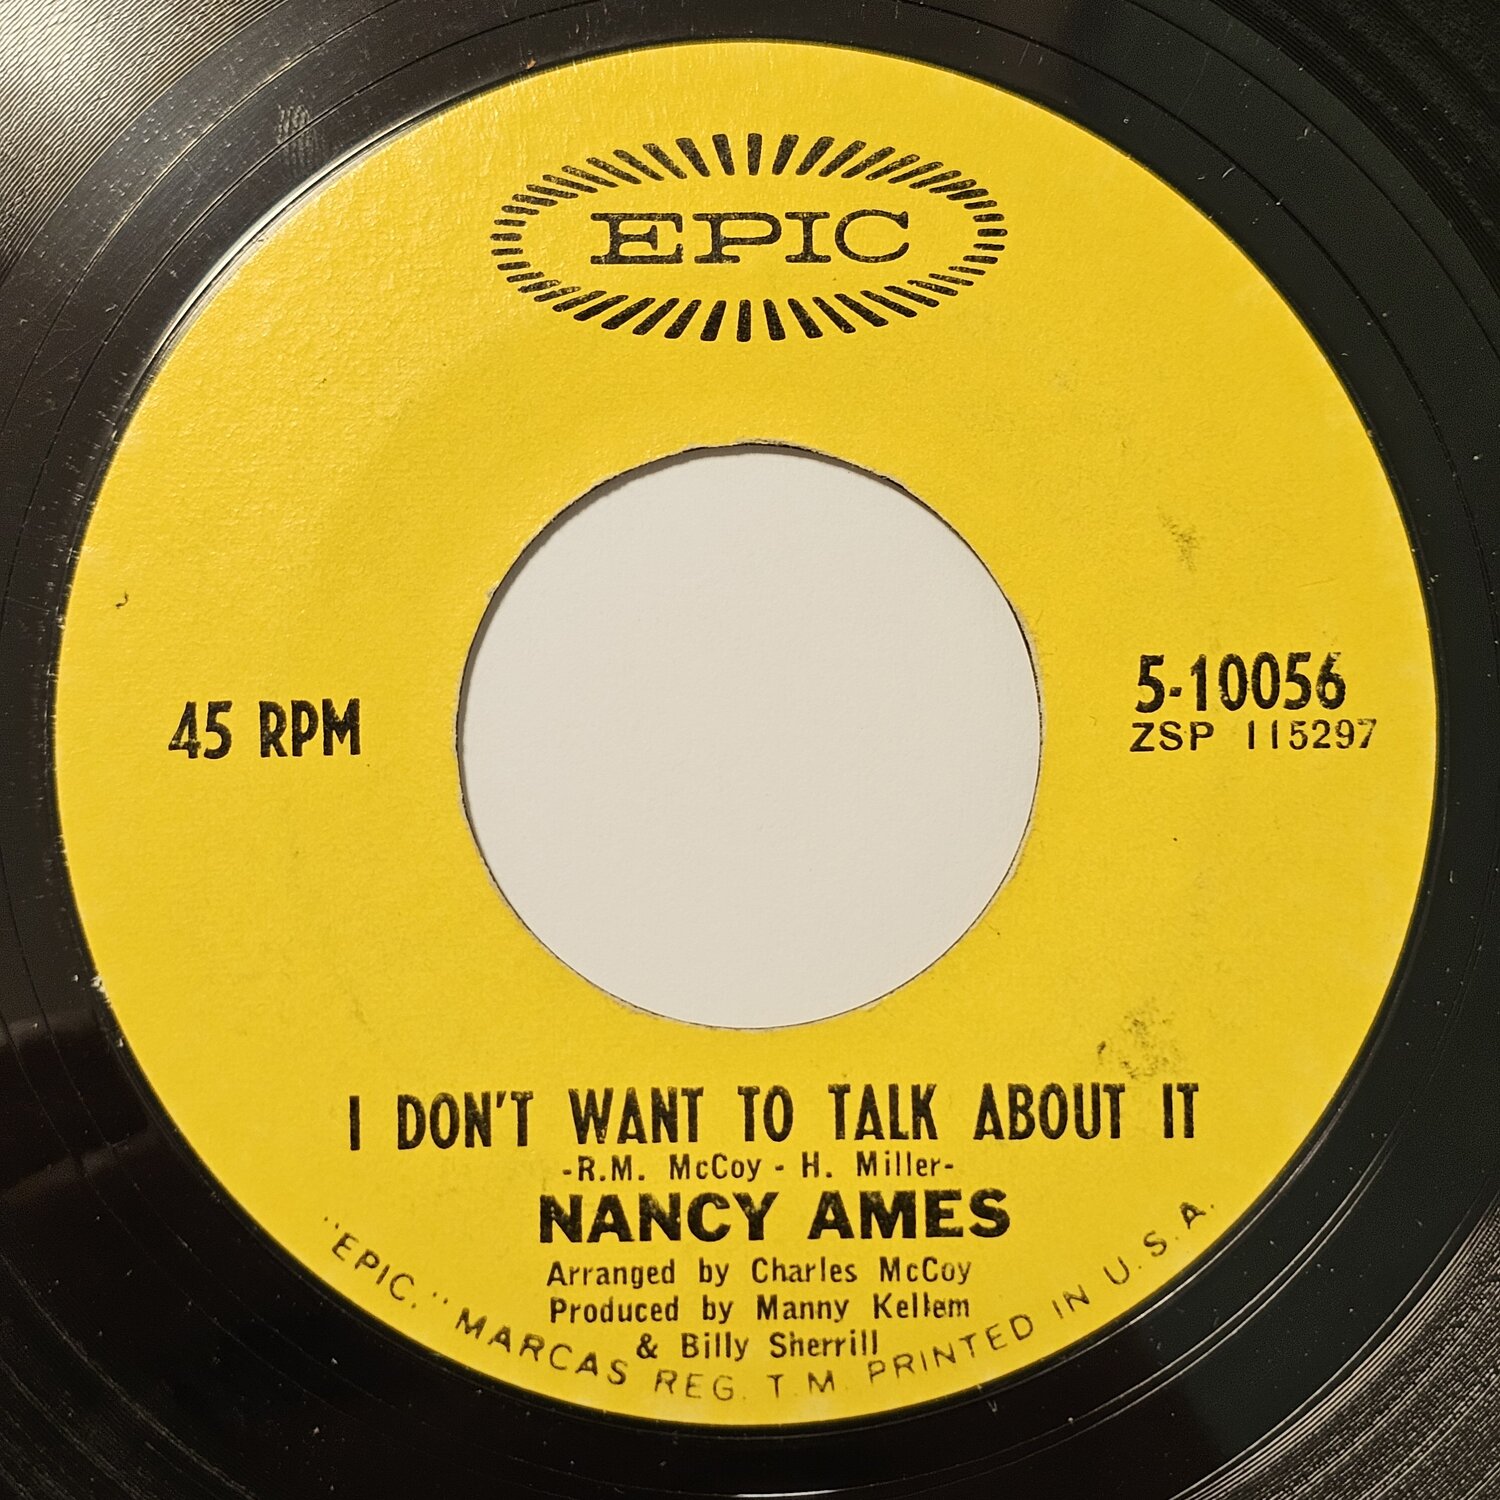 EPIC
45 RPM
5-10056
ZSP 115297
I DON'T WANT TO TALK ABOUT IT
-R.M. McCoy - H. Miller-
NANCY AMES
Arranged by Charles McCoy
Produced by Manny Kellem
& Billy Sherrill
"EPIC," MARCAS REG. T.M. PRINTED IN U.S.A.